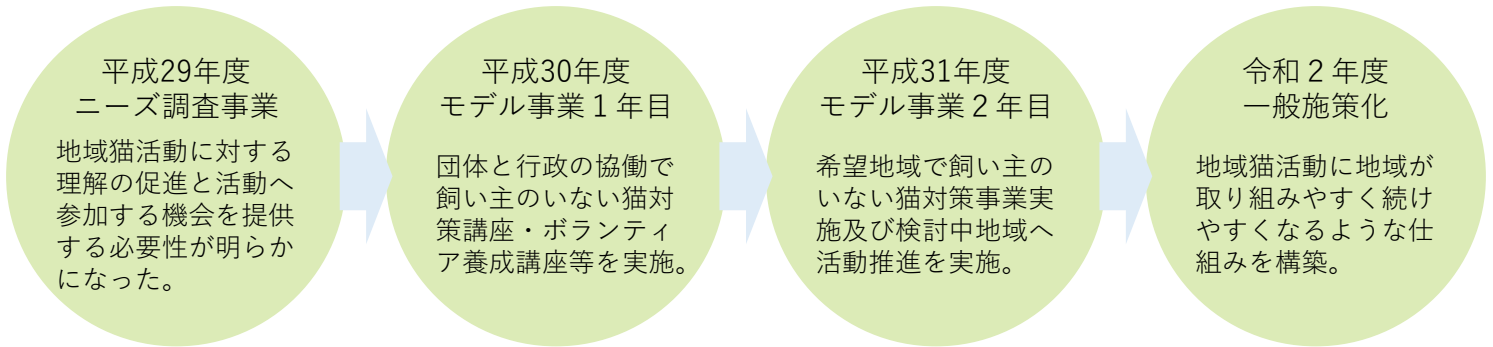 平成29年度
ニーズ調査事業
地域猫活動に対する
理解の促進と活動へ
参加する機会を提供
する必要性が明らか
になった。
平成30年度
モデル事業１年目
団体と行政の協働で
飼い主のいない猫対
策講座・ボランティ
ア養成講座等を実施。
平成31年度
モデル事業２年目
希望地域で飼い主の
いない猫対策事業実
施及び検討中地域へ
活動推進を実施。
令和２年度
一般施策化
地域猫活動に地域が
取り組みやすく続け
やすくなるような仕
組みを構築。